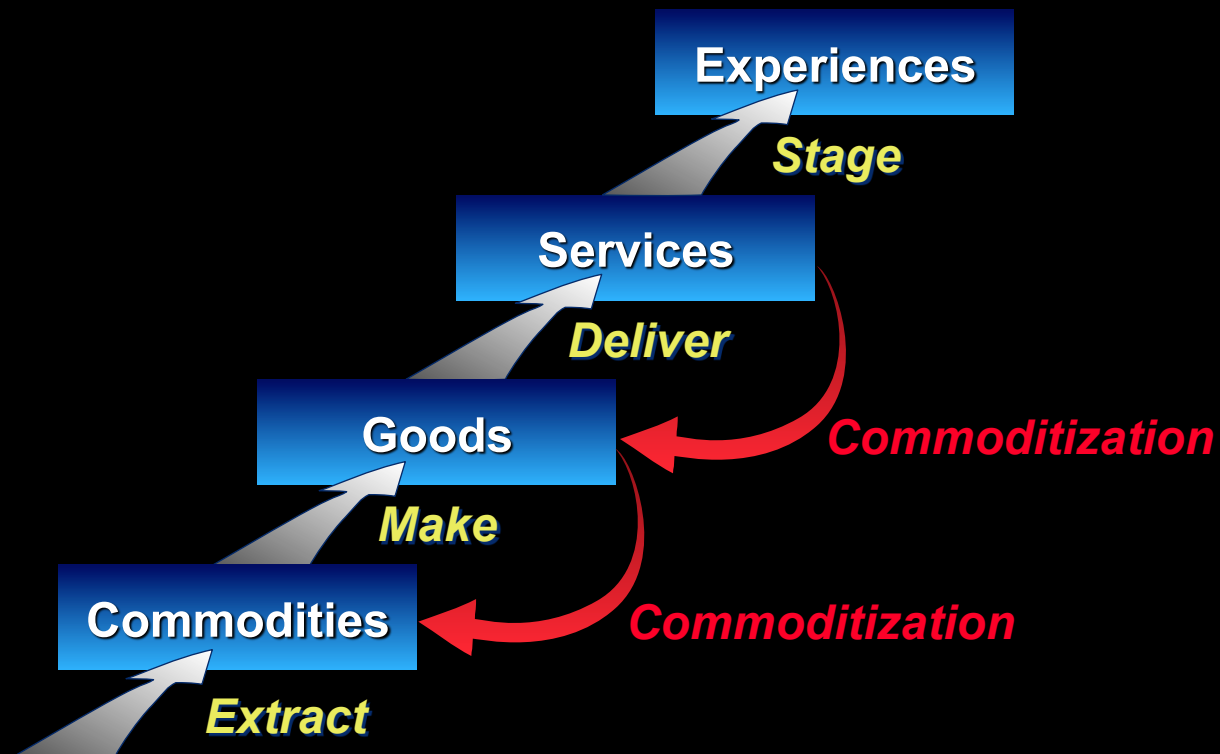 Experiences
Stage
Services
Deliver
Goods
Commoditization
Make
Commodities
Commoditization
Extract